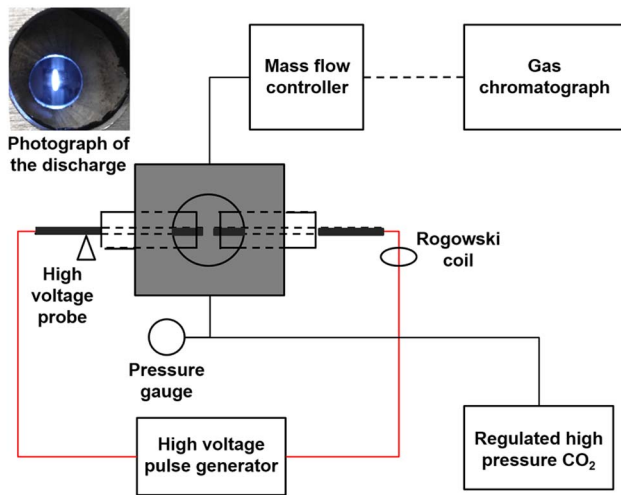 Mass flow
controller
Gas
chromatograph
Photograph of
the discharge
High
voltage
probe
Rogowski
coil
Pressure
gauge
High voltage
pulse generator
Regulated high
pressure CO₂